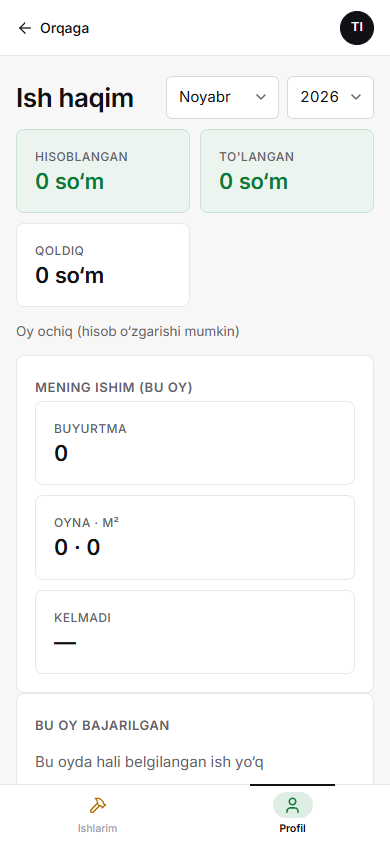 Orqaga
TI
Ish haqim
Noyabr
2026
HISOBLANGAN
0 so‘m
TO'LANGAN
0 so‘m
QOLDIQ
0 so‘m
Oy ochiq (hisob o‘zgarishi mumkin)
MENING ISHIM (BU OY)
BUYURTMA
0
OYNA · M²
0 · 0
KELMADI
—
BU OY BAJARILGAN
Bu oyda hali belgilangan ish yo‘q
Ishlarim
Profil